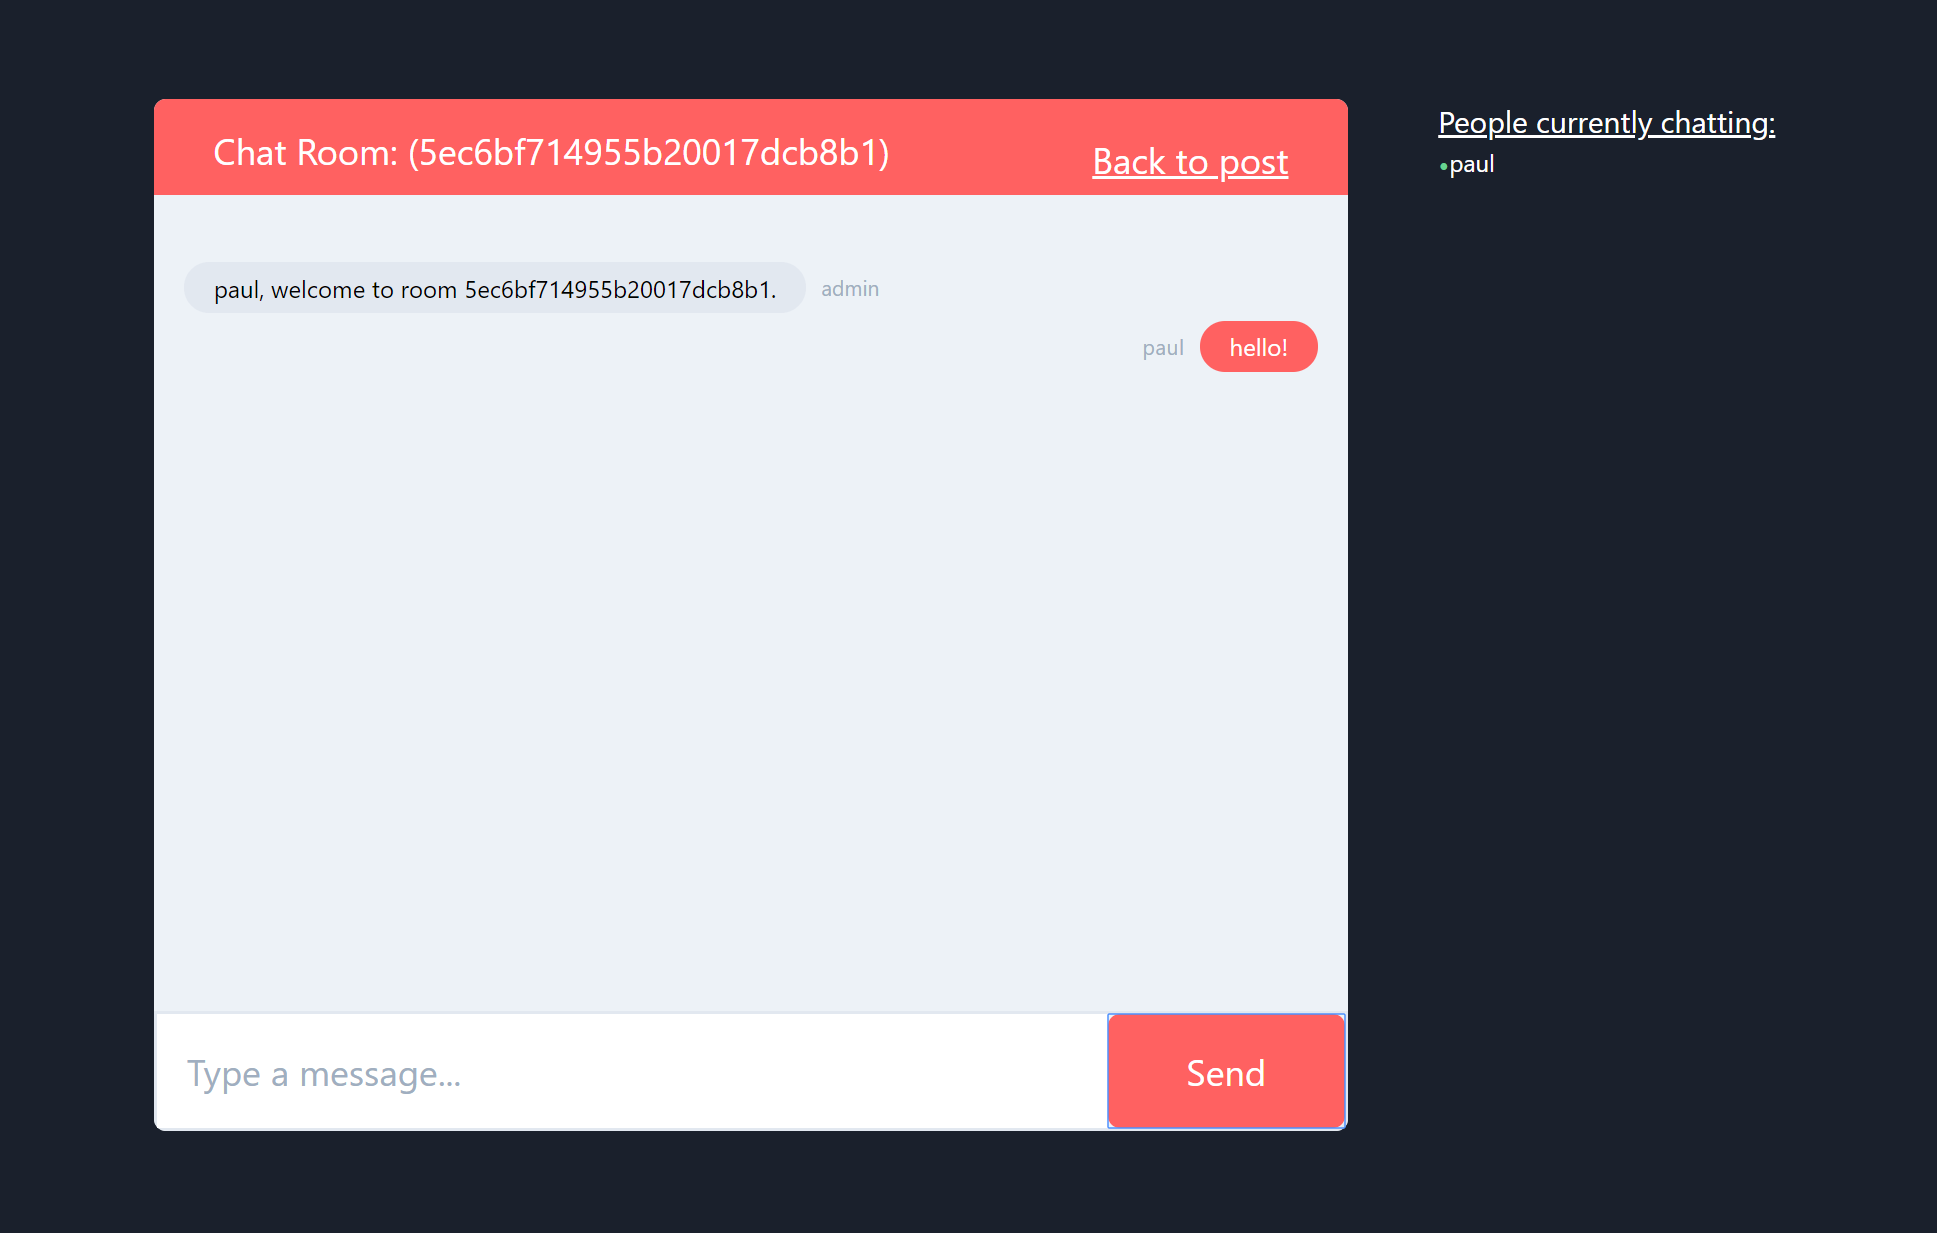 Chat Room: (5ec6bf714955b20017dcb8b1)
Back to post
paul, welcome to room 5ec6bf714955b20017dcb8b1.
admin
paul
hello!
Type a message...
Send
People currently chatting:
paul